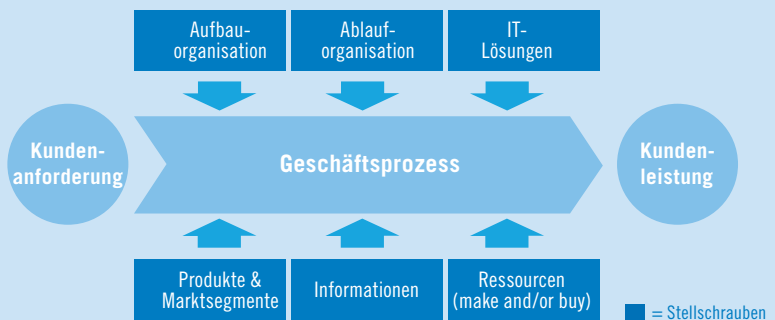 Aufbau-
organisation
Ablauf-
organisation
IT-
Lösungen
Kunden-
anforderung
Geschäftsprozess
Kunden-
leistung
Produkte &
Marktsegmente
Informationen
Ressourcen
(make and/or buy)
= Stellschrauben